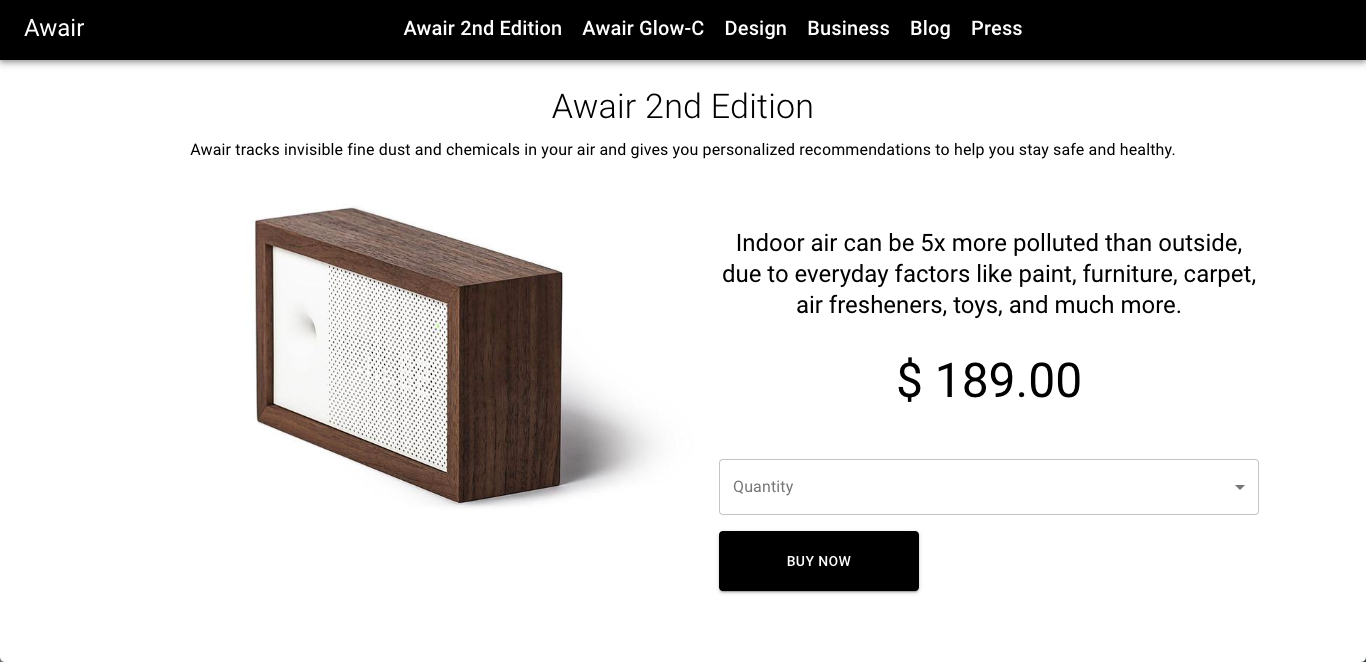 Awair
Awair 2nd Edition
Awair Glow-C
Design
Business
Blog
Press
Awair 2nd Edition
Awair tracks invisible fine dust and chemicals in your air and gives you personalized recommendations to help you stay safe and healthy.
Indoor air can be 5x more polluted than outside,
due to everyday factors like paint, furniture, carpet,
air fresheners, toys, and much more.
$ 189.00
Quantity
BUY NOW